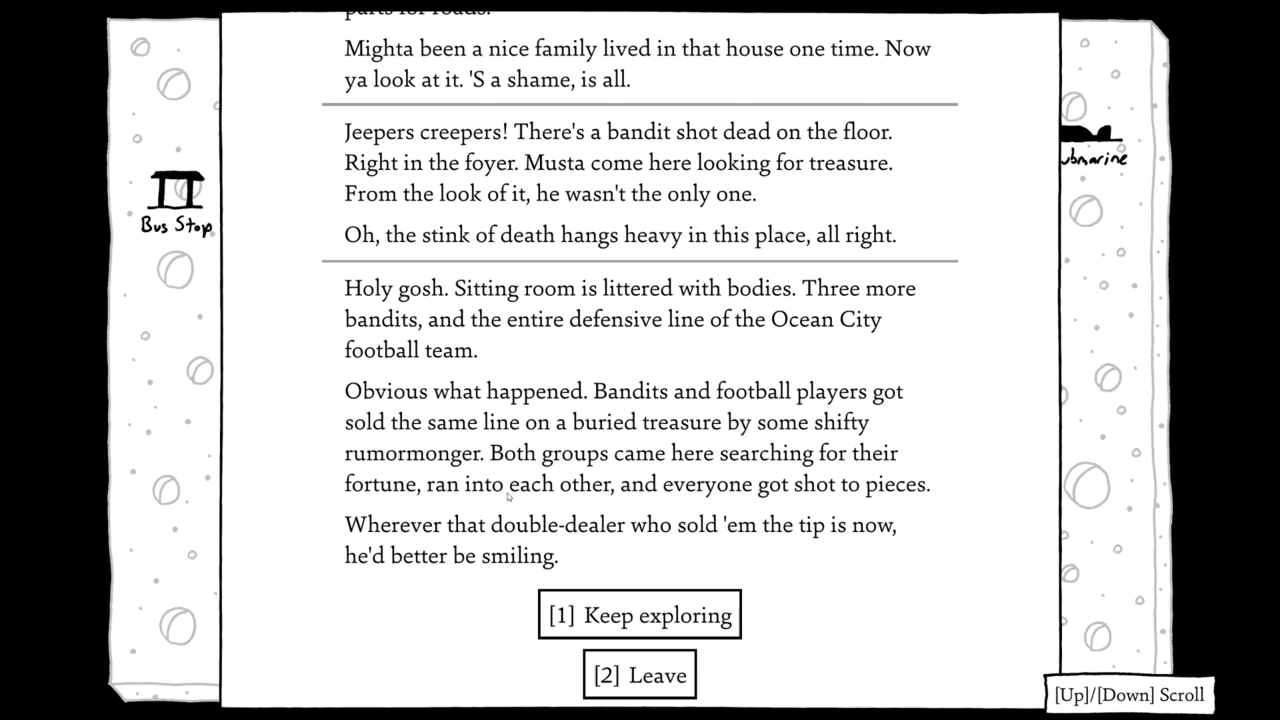 parts for roads.
Mighta been a nice family lived in that house one time. Now
ya look at it. 'S a shame, is all.
Jeepers creepers! There's a bandit shot dead on the floor.
Right in the foyer. Musta come here looking for treasure.
From the look of it, he wasn't the only one.
Oh, the stink of death hangs heavy in this place, all right.
Holy gosh. Sitting room is littered with bodies. Three more
bandits, and the entire defensive line of the Ocean City
football team.
Obvious what happened. Bandits and football players got
sold the same line on a buried treasure by some shifty
rumormonger. Both groups came here searching for their
fortune, ran into each other, and everyone got shot to pieces.
Wherever that double-dealer who sold 'em the tip is now,
he'd better be smiling.
[1] Keep exploring
[2] Leave
Bus Stop
ubmarine
[Up]/[Down] Scroll